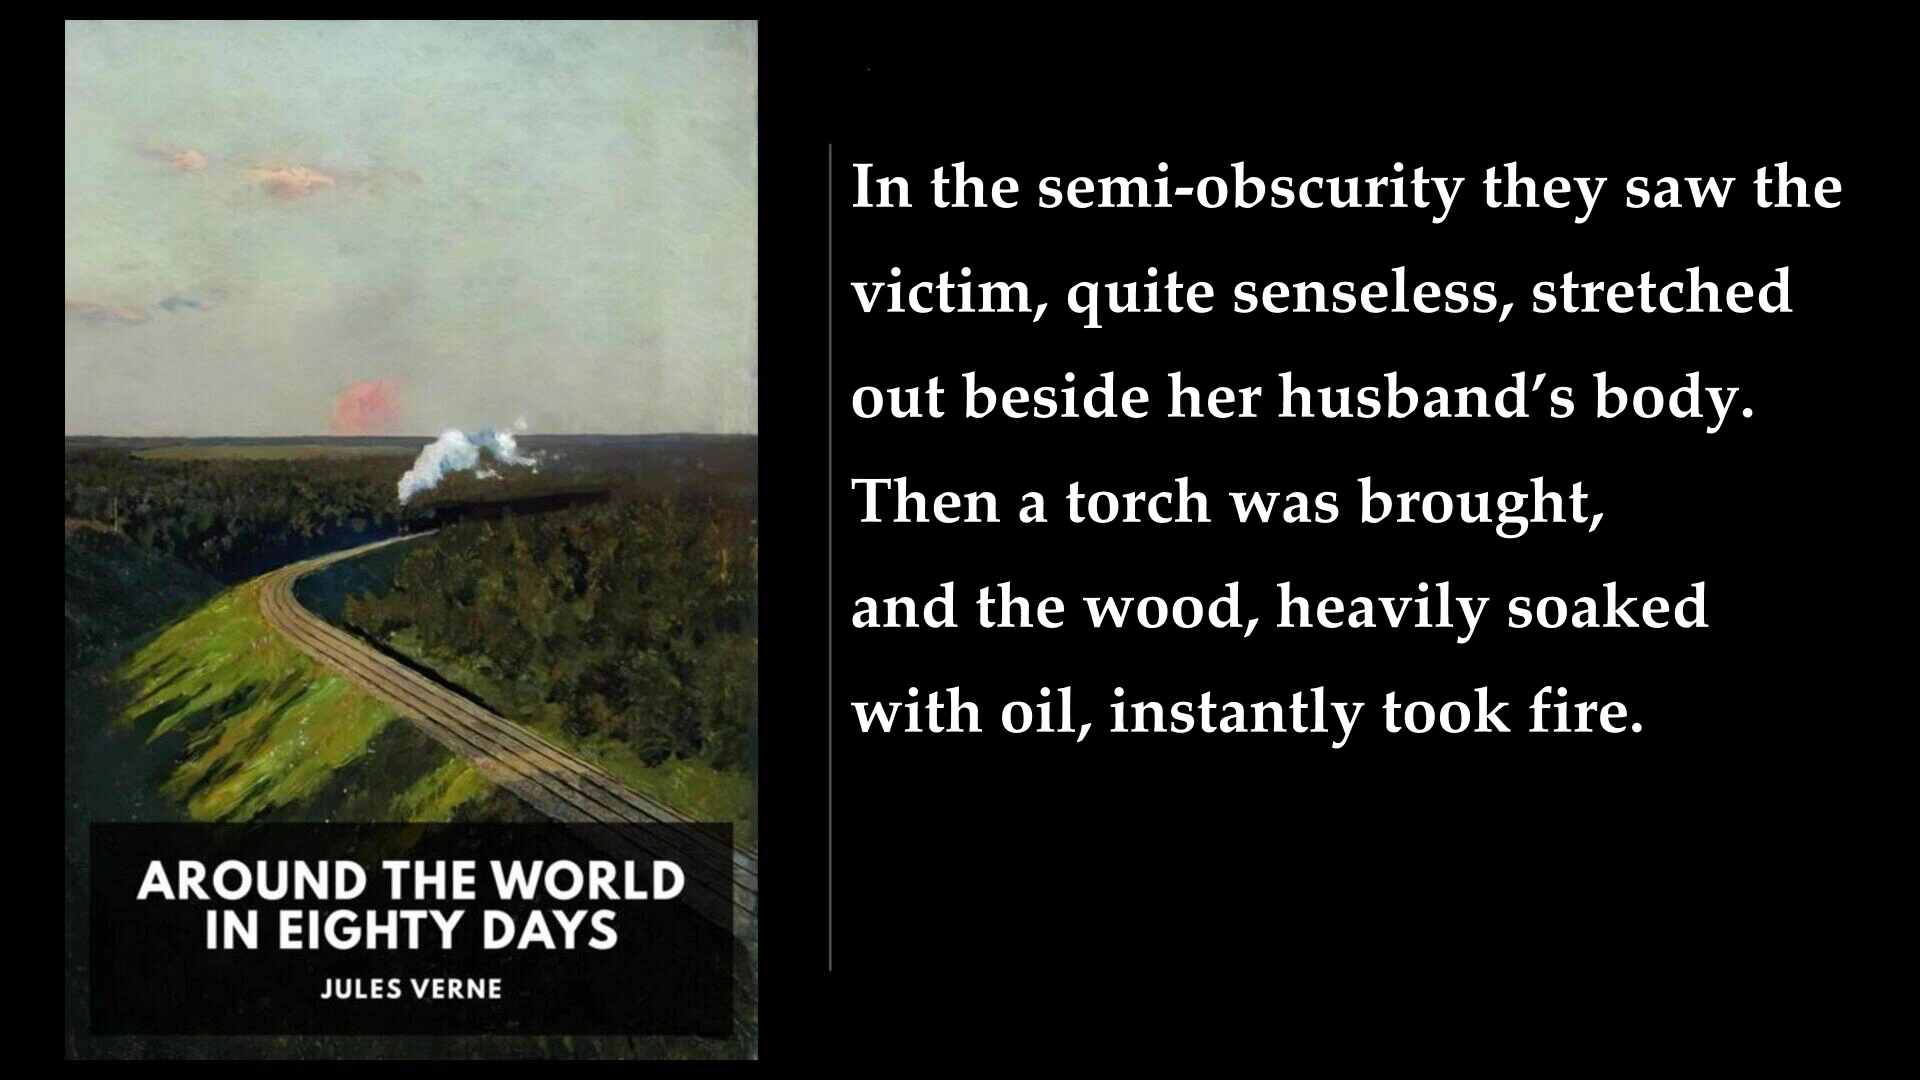 In the semi-obscurity they saw the
victim, quite senseless, stretched
out beside her husband’s body.
Then a torch was brought,
and the wood, heavily soaked
with oil, instantly took fire.
AROUND THE WORLD
IN EIGHTY DAYS
JULES VERNE